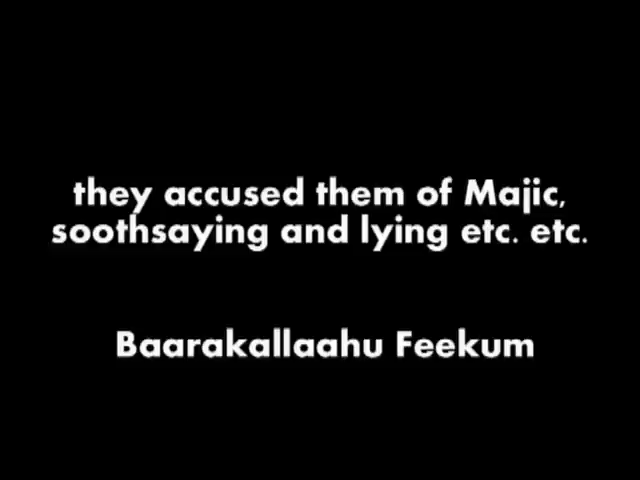 they accused them of Majic,
soothsaying and lying etc. etc.
Baarakallaahu Feekum